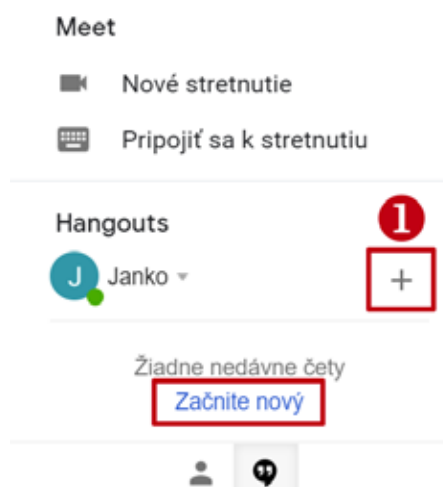 Meet
Nové stretnutie
Pripojiť sa k stretnutiu
Hangouts
1
J
Janko
+
Žiadne nedávne čety
Začnite nový